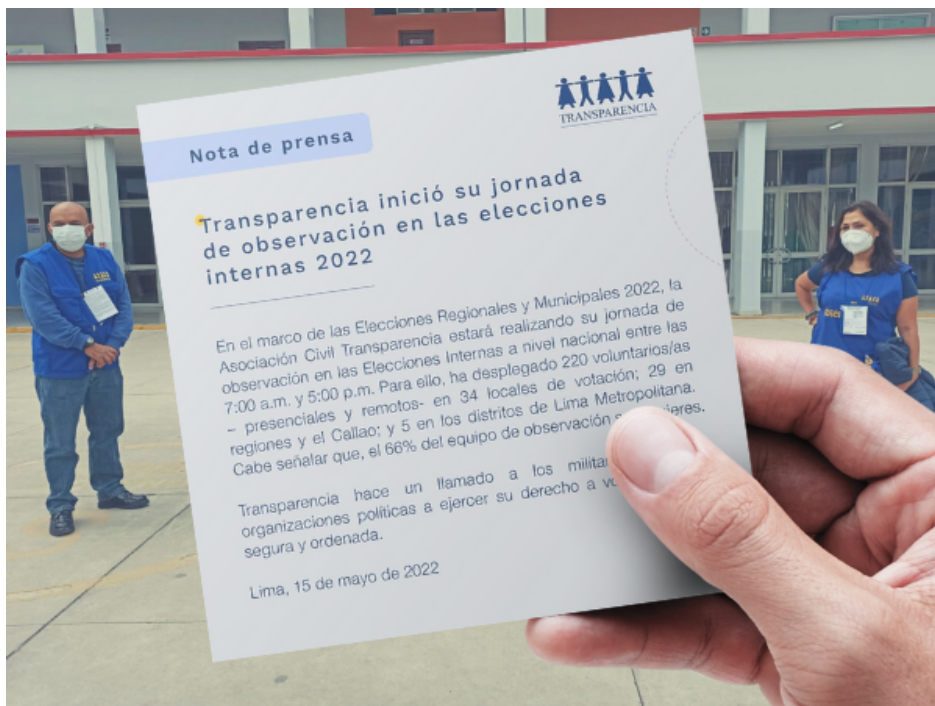 TRANSPARENCIA
Nota de prensa
Transparencia inició su jornada
de observación en las elecciones
internas 2022
En el marco de las Elecciones Regionales y Municipales 2022, la
Asociación Civil Transparencia estará realizando su jornada de
observación en las Elecciones Internas a nivel nacional entre las
7:00 a.m. y 5:00 p.m. Para ello, ha desplegado 220 voluntarios/as
– presenciales y remotos- en 34 locales de votación; 29 en
regiones y el Callao; y 5 en los distritos de Lima Metropolitana.
Cabe señalar que, el 66% del equipo de observación
Transparencia hace un llamado a los
organizaciones políticas a ejercer su derecho a
segura y ordenada.
Lima, 15 de mayo de 2022